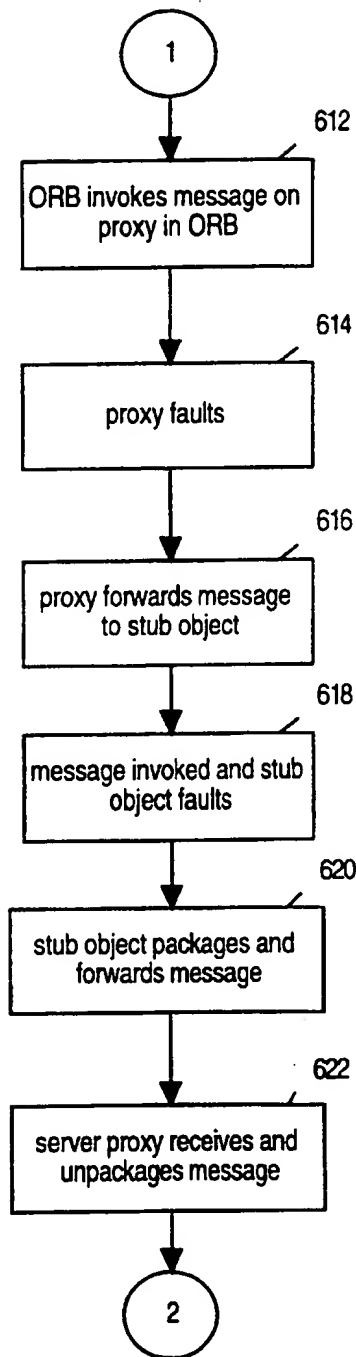 1
612
ORB invokes message on
proxy in ORB
614
proxy faults
616
proxy forwards message
to stub object
618
message invoked and stub
object faults
620
stub object packages and
forwards message
622
server proxy receives and
unpackages message
2